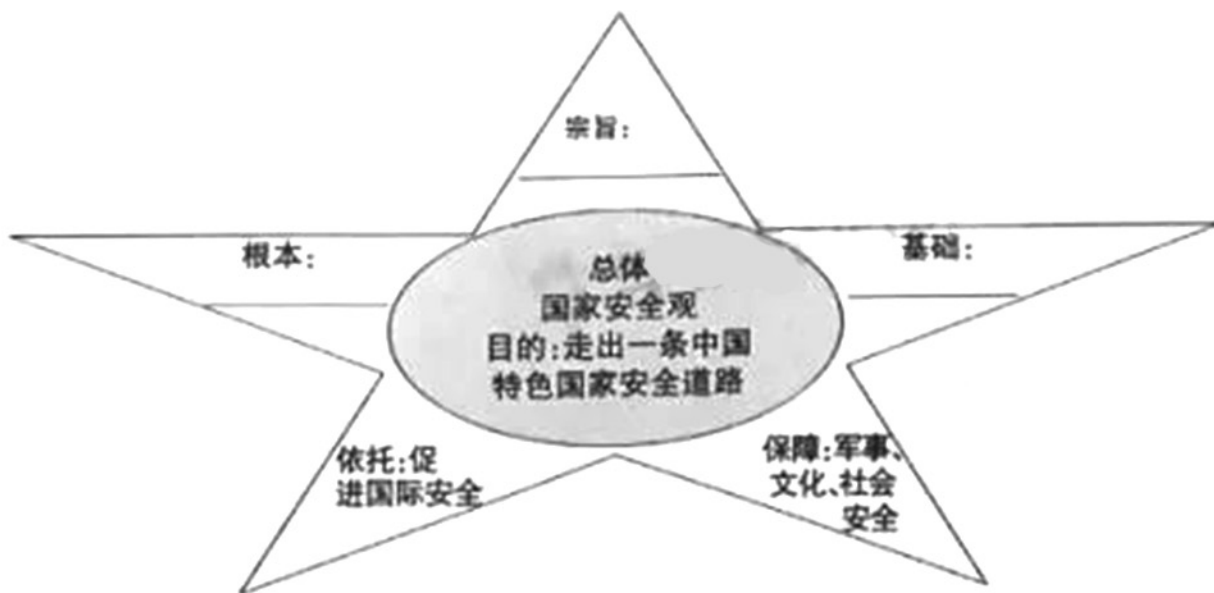 宗旨：
根本：
基础：
总体
国家安全观
目的：走出一条中国
特色国家安全道路
依托：促
进国际安全
保障：军事、
文化、社会
安全